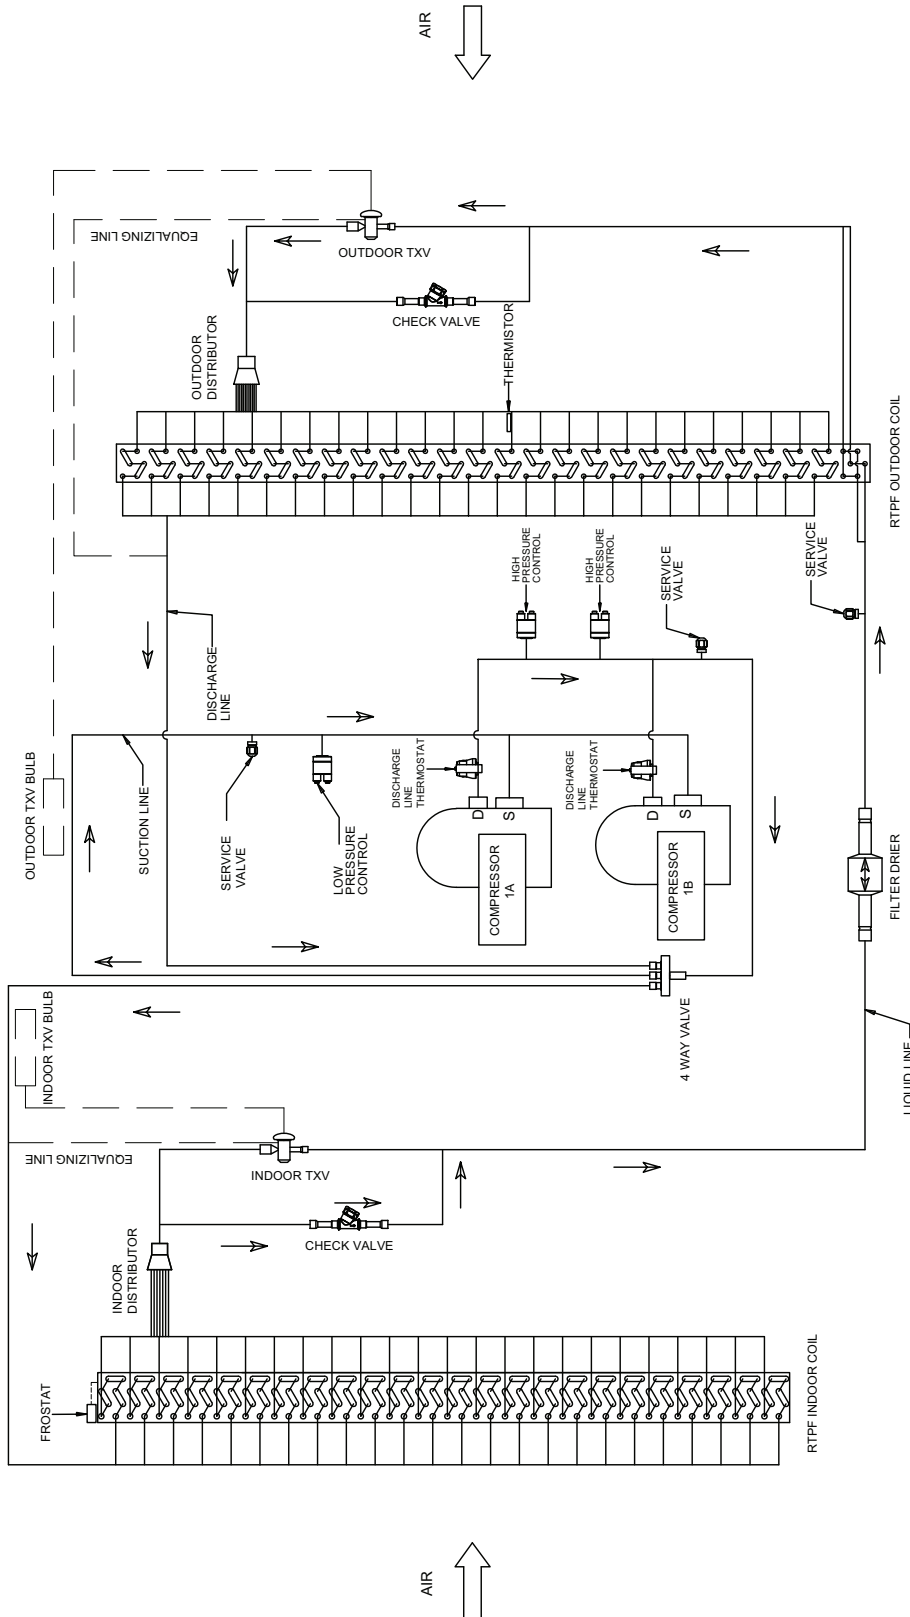 AIR
EQUALIZING LINE
OUTDOOR TXV
CHECK VALVE
OUTDOOR
DISTRIBUTOR
THERMISTOR
RTPF OUTDOOR COIL
HIGH
PRESSURE
CONTROL
HIGH
PRESSURE
CONTROL
SERVICE
VALVE
SERVICE
VALVE
DISCHARGE
LINE
OUTDOOR TXV BULB
SUCTION LINE
SERVICE
VALVE
LOW
PRESSURE
CONTROL
DISCHARGE
LINE
THERMOSTAT
DISCHARGE
LINE
THERMOSTAT
D
S
COMPRESSOR
1A
D
S
COMPRESSOR
1B
FILTER DRIER
INDOOR TXV BULB
4 WAY VALVE
LIQUID LINE
EQUALIZING LINE
INDOOR TXV
CHECK VALVE
INDOOR
DISTRIBUTOR
FROSTAT
RTPF INDOOR COIL
AIR